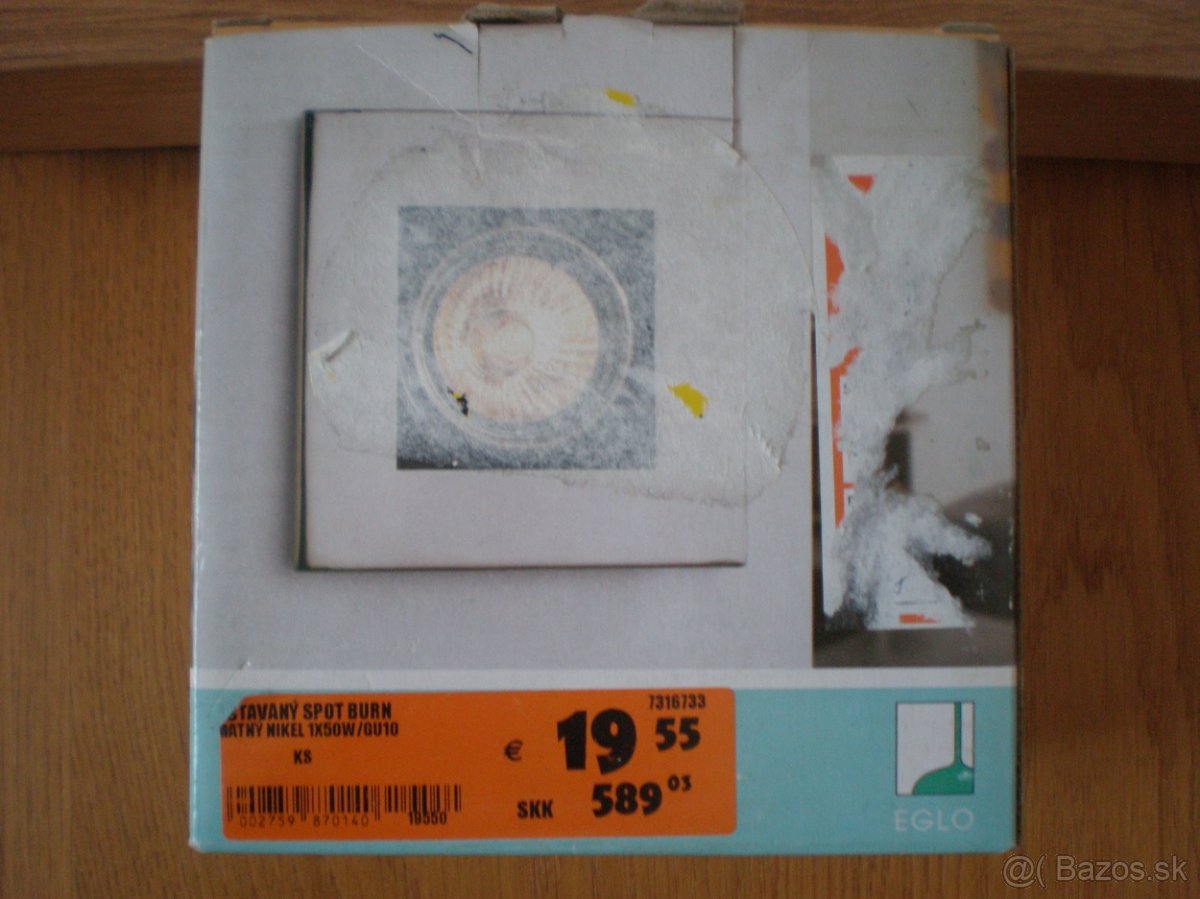 STAVANÝ SPOT BURN
MATNÝ NIKEL 1X50W/GU10
KS
7316733
€ 19 55
SKK 589 03
002759 870140 19550
EGLO
@( Bazos.sk